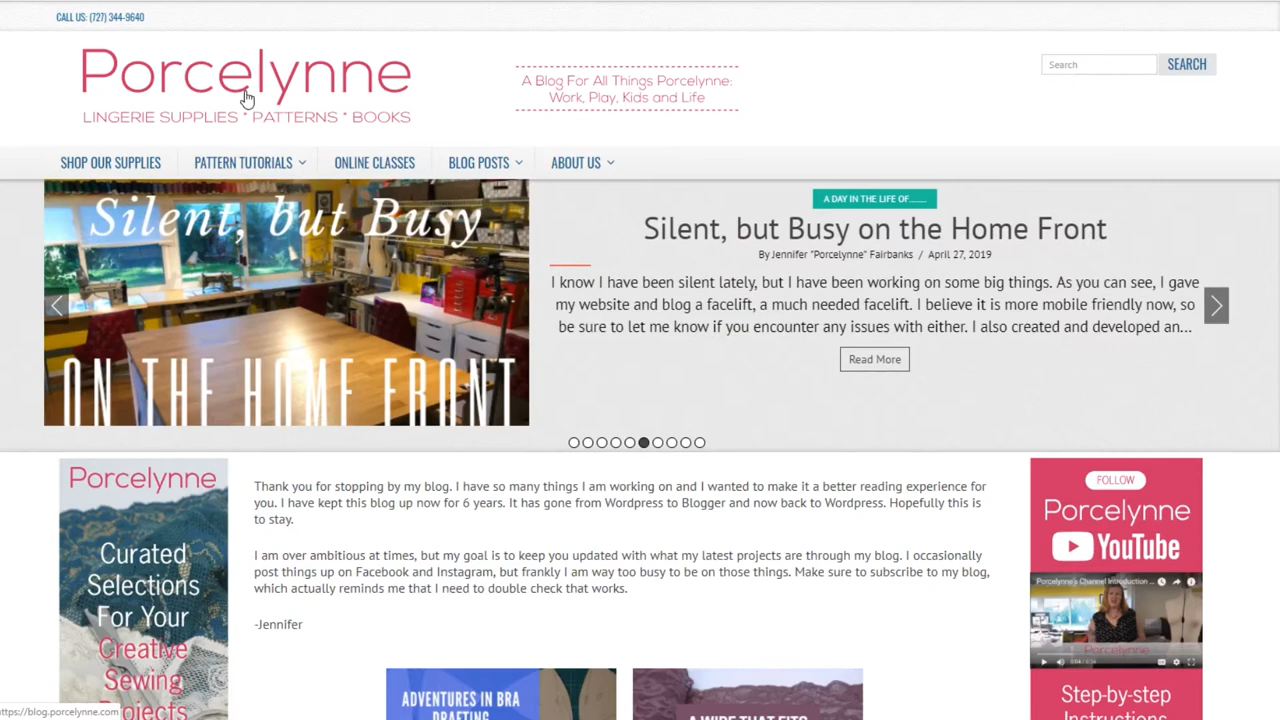 CALL US: (727) 344-9640
Porcelynne
LINGERIE SUPPLIES * PATTERNS * BOOKS
A Blog For All Things Porcelynne:
Work, Play, Kids and Life
Search
SEARCH
SHOP OUR SUPPLIES
PATTERN TUTORIALS
ONLINE CLASSES
BLOG POSTS
ABOUT US
Silent, but Busy
ON THE HOME FRONT
A DAY IN THE LIFE OF.......
Silent, but Busy on the Home Front
By Jennifer "Porcelynne" Fairbanks / April 27, 2019
I know I have been silent lately, but I have been working on some big things. As you can see, I gave
my website and blog a facelift, a much needed facelift. I believe it is more mobile friendly now, so
be sure to let me know if you encounter any issues with either. I also created and developed an...
Read More
Porcelynne
Curated
Selections
For Your
Creative
Sewing
Projects
Thank you for stopping by my blog. I have so many things I am working on and I wanted to make it a better reading experience for
you. I have kept this blog up now for 6 years. It has gone from Wordpress to Blogger and now back to Wordpress. Hopefully this is
to stay.
I am over ambitious at times, but my goal is to keep you updated with what my latest projects are through my blog. I occasionally
post things up on Facebook and Instagram, but frankly I am way too busy to be on those things. Make sure to subscribe to my blog,
which actually reminds me that I need to double check that works.
-Jennifer
ADVENTURES IN BRA
DRAFTING
A WIRE THAT FITS
FOLLOW
Porcelynne
YouTube
Porcelynne's Channel Introduction ...
Porcelynne
Step-by-step
Instructions
https://blog.porcelynne.com